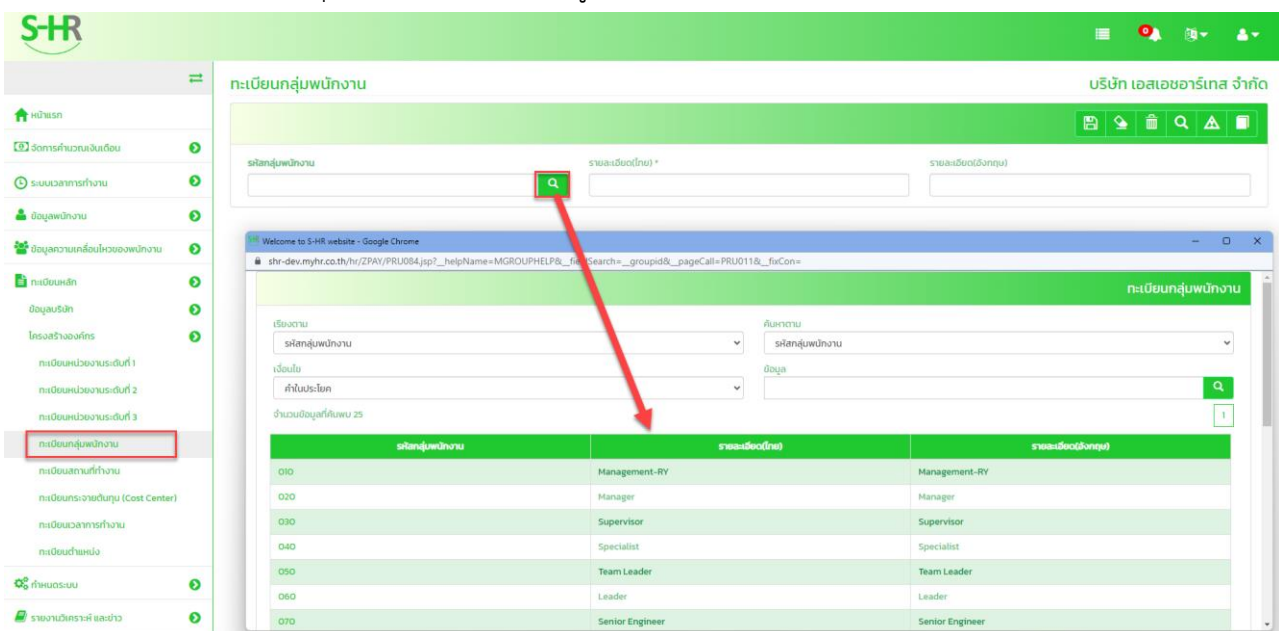 S-HR
0
ทะเบียนกลุ่มพนักงาน
บริษัท เอสเอชอาร์เทส จำกัด
หน้าแรก
จัดการคำนวณเงินเดือน
ระบบเวลาการทำงาน
ข้อมูลพนักงาน
ข้อมูลความเคลื่อนไหวของพนักงาน
ทะเบียนหลัก
ข้อมูลบริษัท
โครงสร้างองค์กร
ทะเบียนหน่วยงานระดับที่ 1
ทะเบียนหน่วยงานระดับที่ 2
ทะเบียนหน่วยงานระดับที่ 3
ทะเบียนกลุ่มพนักงาน
ทะเบียนสถานที่ทำงาน
ทะเบียนกระจายต้นทุน (Cost Center)
ทะเบียนเวลาการทำงาน
ทะเบียนตำแหน่ง
กำหนดระบบ
รายงานวิเคราะห์ และข่าว
รหัสกลุ่มพนักงาน
รายละเอียด(ไทย) *
รายละเอียด(อังกฤษ)
Welcome to S-HR website - Google Chrome
shr-dev.myhr.co.th/hr/ZPAY/PRU084.jsp?__helpName=MGROUPHELP&__fieldSearch=__groupid&__pageCall=PRU011&__fixCon=
ทะเบียนกลุ่มพนักงาน
เรียงตาม
ค้นหาตาม
รหัสกลุ่มพนักงาน
รหัสกลุ่มพนักงาน
เงื่อนไข
ข้อมูล
คำในประโยค
จำนวนข้อมูลที่ค้นพบ 25
1
รหัสกลุ่มพนักงาน รายละเอียด(ไทย) รายละเอียด(อังกฤษ)
010 Management-RY Management-RY
020 Manager Manager
030 Supervisor Supervisor
040 Specialist Specialist
050 Team Leader Team Leader
060 Leader Leader
070 Senior Engineer Senior Engineer